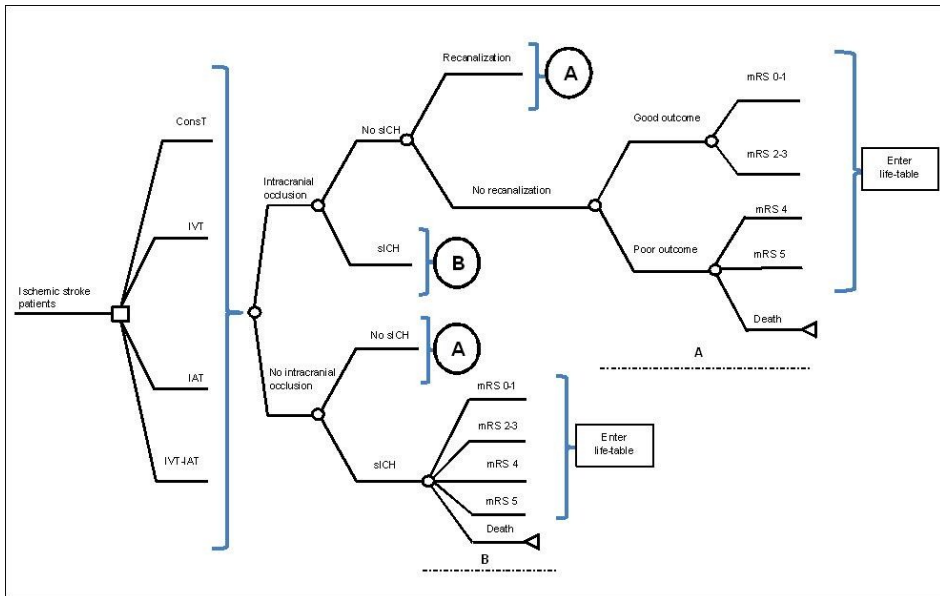 Recanalization
A
mRS 0-1
ConsT
Good outcome
No sICH
mRS 2-3
Enter
life-table
Intracranial
occlusion
No recanalization
IVT
mRS 4
sICH
B
Poor outcome
mRS 5
Ischemic stroke
patients
Death
No sICH
A
A
No intracranial
occlusion
IAT
mRS 0-1
mRS 2-3
Enter
life-table
IVT-IAT
sICH
mRS 4
mRS 5
Death
B